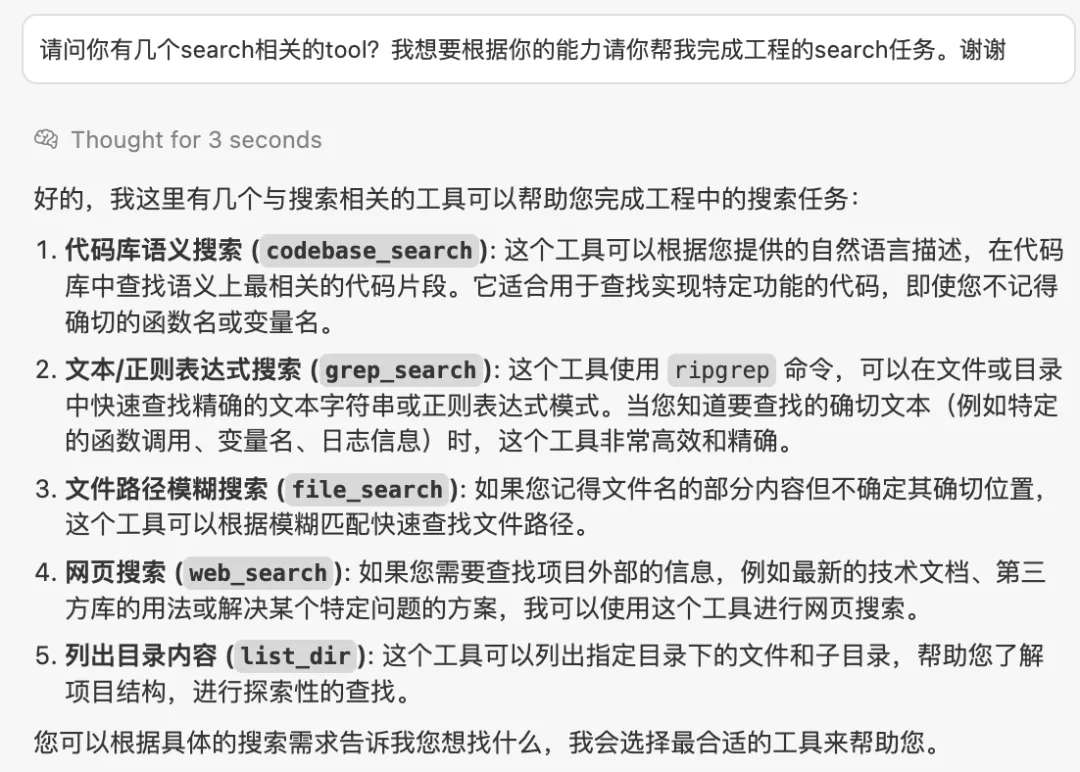 请问你有几个search相关的tool？我想要根据你的能力请你帮我完成工程的search任务。谢谢
Thought for 3 seconds
好的，我这里有几个与搜索相关的工具可以帮助您完成工程中的搜索任务：
1. 代码库语义搜索 (codebase_search): 这个工具可以根据您提供的自然语言描述，在代码
库中查找语义上最相关的代码片段。它适合用于查找实现特定功能的代码，即使您不记得
确切的函数名或变量名。
2. 文本/正则表达式搜索 (grep_search): 这个工具使用 ripgrep 命令，可以在文件或目录
中快速查找精确的文本字符串或正则表达式模式。当您知道要查找的确切文本（例如特定
的函数调用、变量名、日志信息）时，这个工具非常高效和精确。
3. 文件路径模糊搜索 (file_search): 如果您记得文件名的部分内容但不确定其确切位置，
这个工具可以根据模糊匹配快速查找文件路径。
4. 网页搜索 (web_search): 如果您需要查找项目外部的信息，例如最新的技术文档、第三
方库的用法或解决某个特定问题的方案，我可以使用这个工具进行网页搜索。
5. 列出目录内容 (list_dir): 这个工具可以列出指定目录下的文件和子目录，帮助您了解
项目结构，进行探索性的查找。
您可以根据具体的搜索需求告诉我您想找什么，我会选择最合适的工具来帮助您。